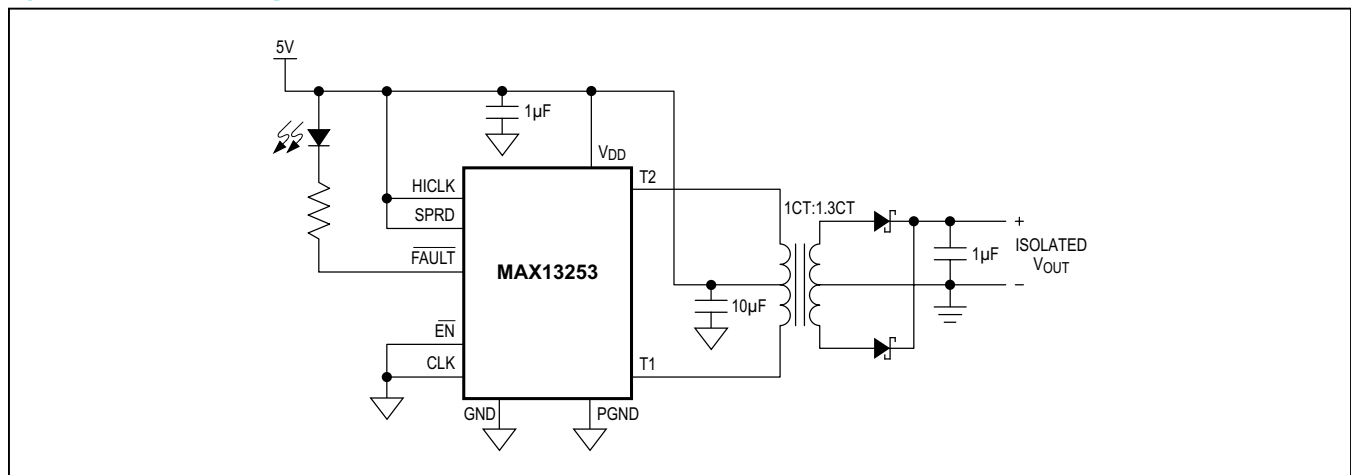 5V
1µF
VDD
HICLK
T2
SPRD
1CT:1.3CT
+
ISOLATED
VOUT
1µF
FAULT
MAX13253
−
10µF
EN
CLK
T1
GND
PGND